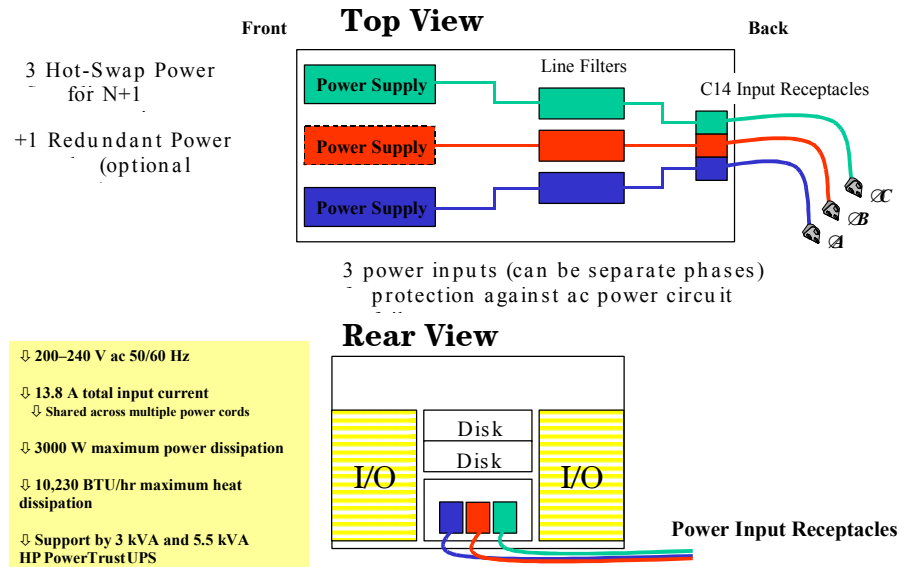 Top View
Front
Back
3 Hot-Swap Power
for N+1
+1 Redundant Power
(optional
Power Supply
Power Supply
Power Supply
Line Filters
C14 Input Receptacles
ØC
ØB
ØA
3 power inputs (can be separate phases)
protection against ac power circuit
Rear View
⇩ 200–240 V ac 50/60 Hz
⇩ 13.8 A total input current
⇩ Shared across multiple power cords
⇩ 3000 W maximum power dissipation
⇩ 10,230 BTU/hr maximum heat
dissipation
⇩ Support by 3 kVA and 5.5 kVA
HP PowerTrust UPS
I/O
Disk
Disk
I/O
Power Input Receptacles